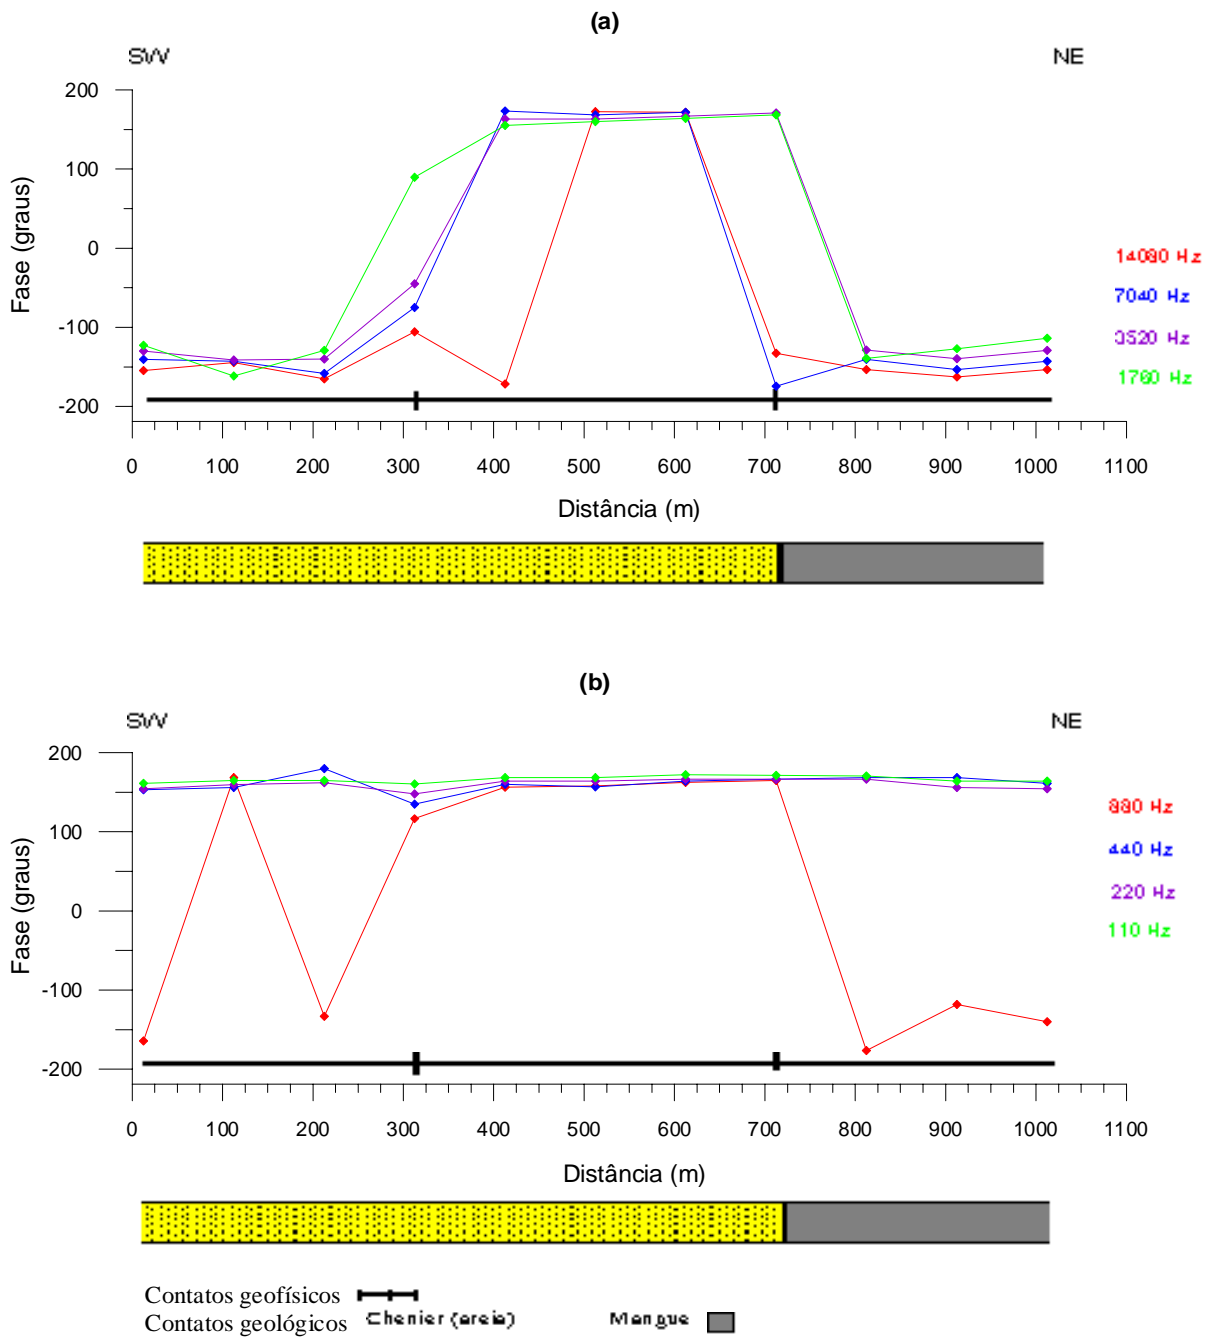 (a)
SW NE
200
100
0
-100
-200
Fase (graus)
14080 Hz
7040 Hz
3520 Hz
1760 Hz
0 100 200 300 400 500 600 700 800 900 1000 1100
Distância (m)
(b)
SW NE
200
100
0
-100
-200
Fase (graus)
880 Hz
440 Hz
220 Hz
110 Hz
0 100 200 300 400 500 600 700 800 900 1000 1100
Distância (m)
Contatos geofísicos
Contatos geológicos Chenier (areia) Mangue